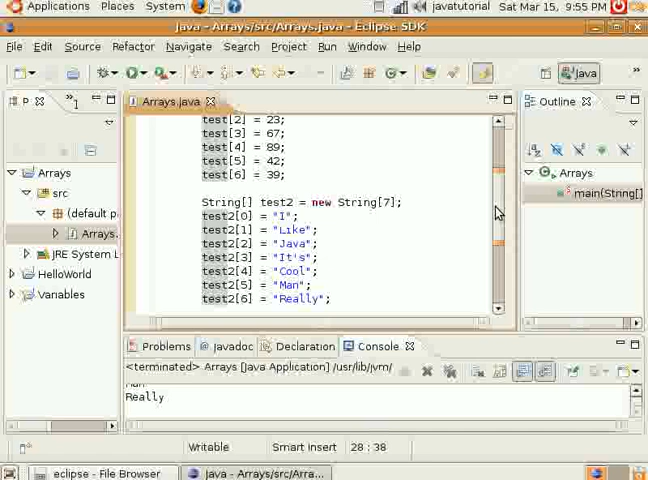 Applications Places System javatutorial Sat Mar 15, 9:55 PM
Java - Arrays/src/Arrays.java - Eclipse SDK
File Edit Source Refactor Navigate Search Project Run Window Help
Java
P Arrays.java Outline
test[2] = 23;
test[3] = 67;
test[4] = 89;
test[5] = 42;
test[6] = 39;
String[] test2 = new String[7];
test2[0] = "I";
test2[1] = "Like";
test2[2] = "Java";
test2[3] = "It's";
test2[4] = "Cool";
test2[5] = "Man";
test2[6] = "Really";
Arrays
src
(default p
Arrays.
JRE System L
HelloWorld
Variables
Arrays
main(String[]
Problems @ Javadoc Declaration Console
<terminated> Arrays [Java Application] /usr/lib/jvm/
Man
Really
Writable Smart Insert 28 : 38
eclipse - File Browser Java - Arrays/src/Arra...